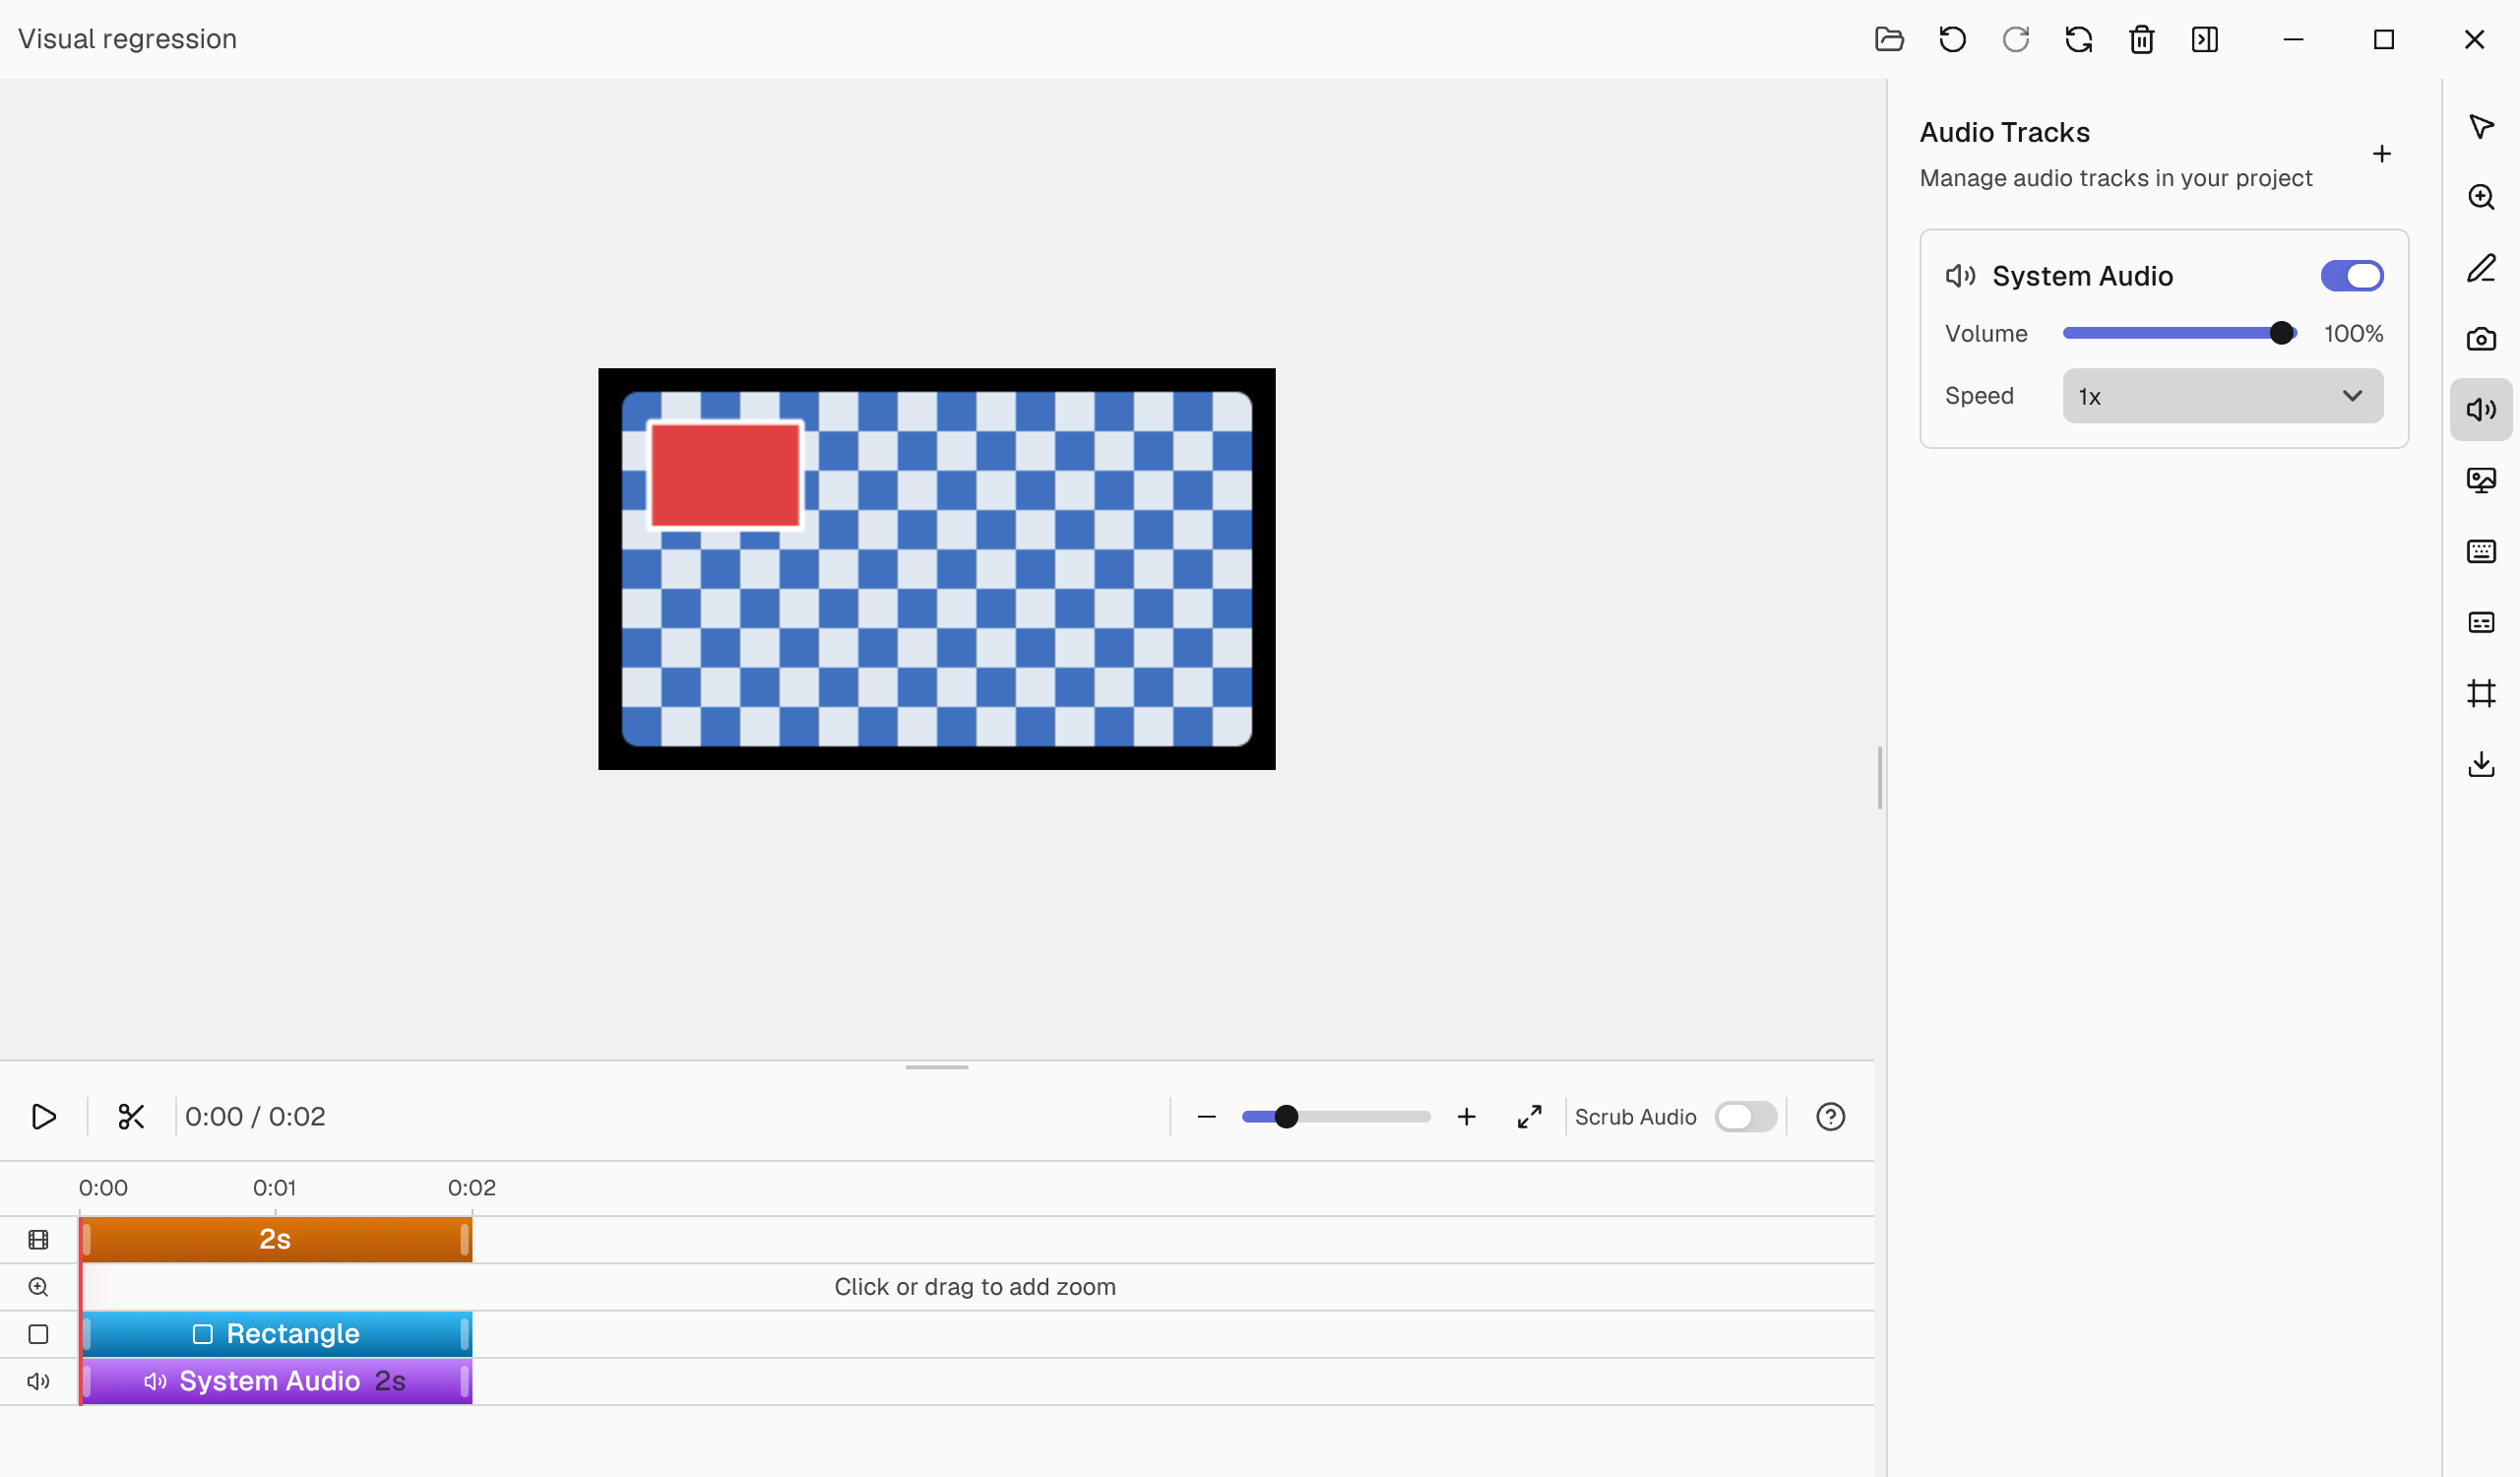 Visual regression
Audio Tracks
Manage audio tracks in your project
System Audio
Volume 100%
Speed 1x
0:00 / 0:02
Scrub Audio
0:00 0:01 0:02
2s
Click or drag to add zoom
Rectangle
System Audio 2s